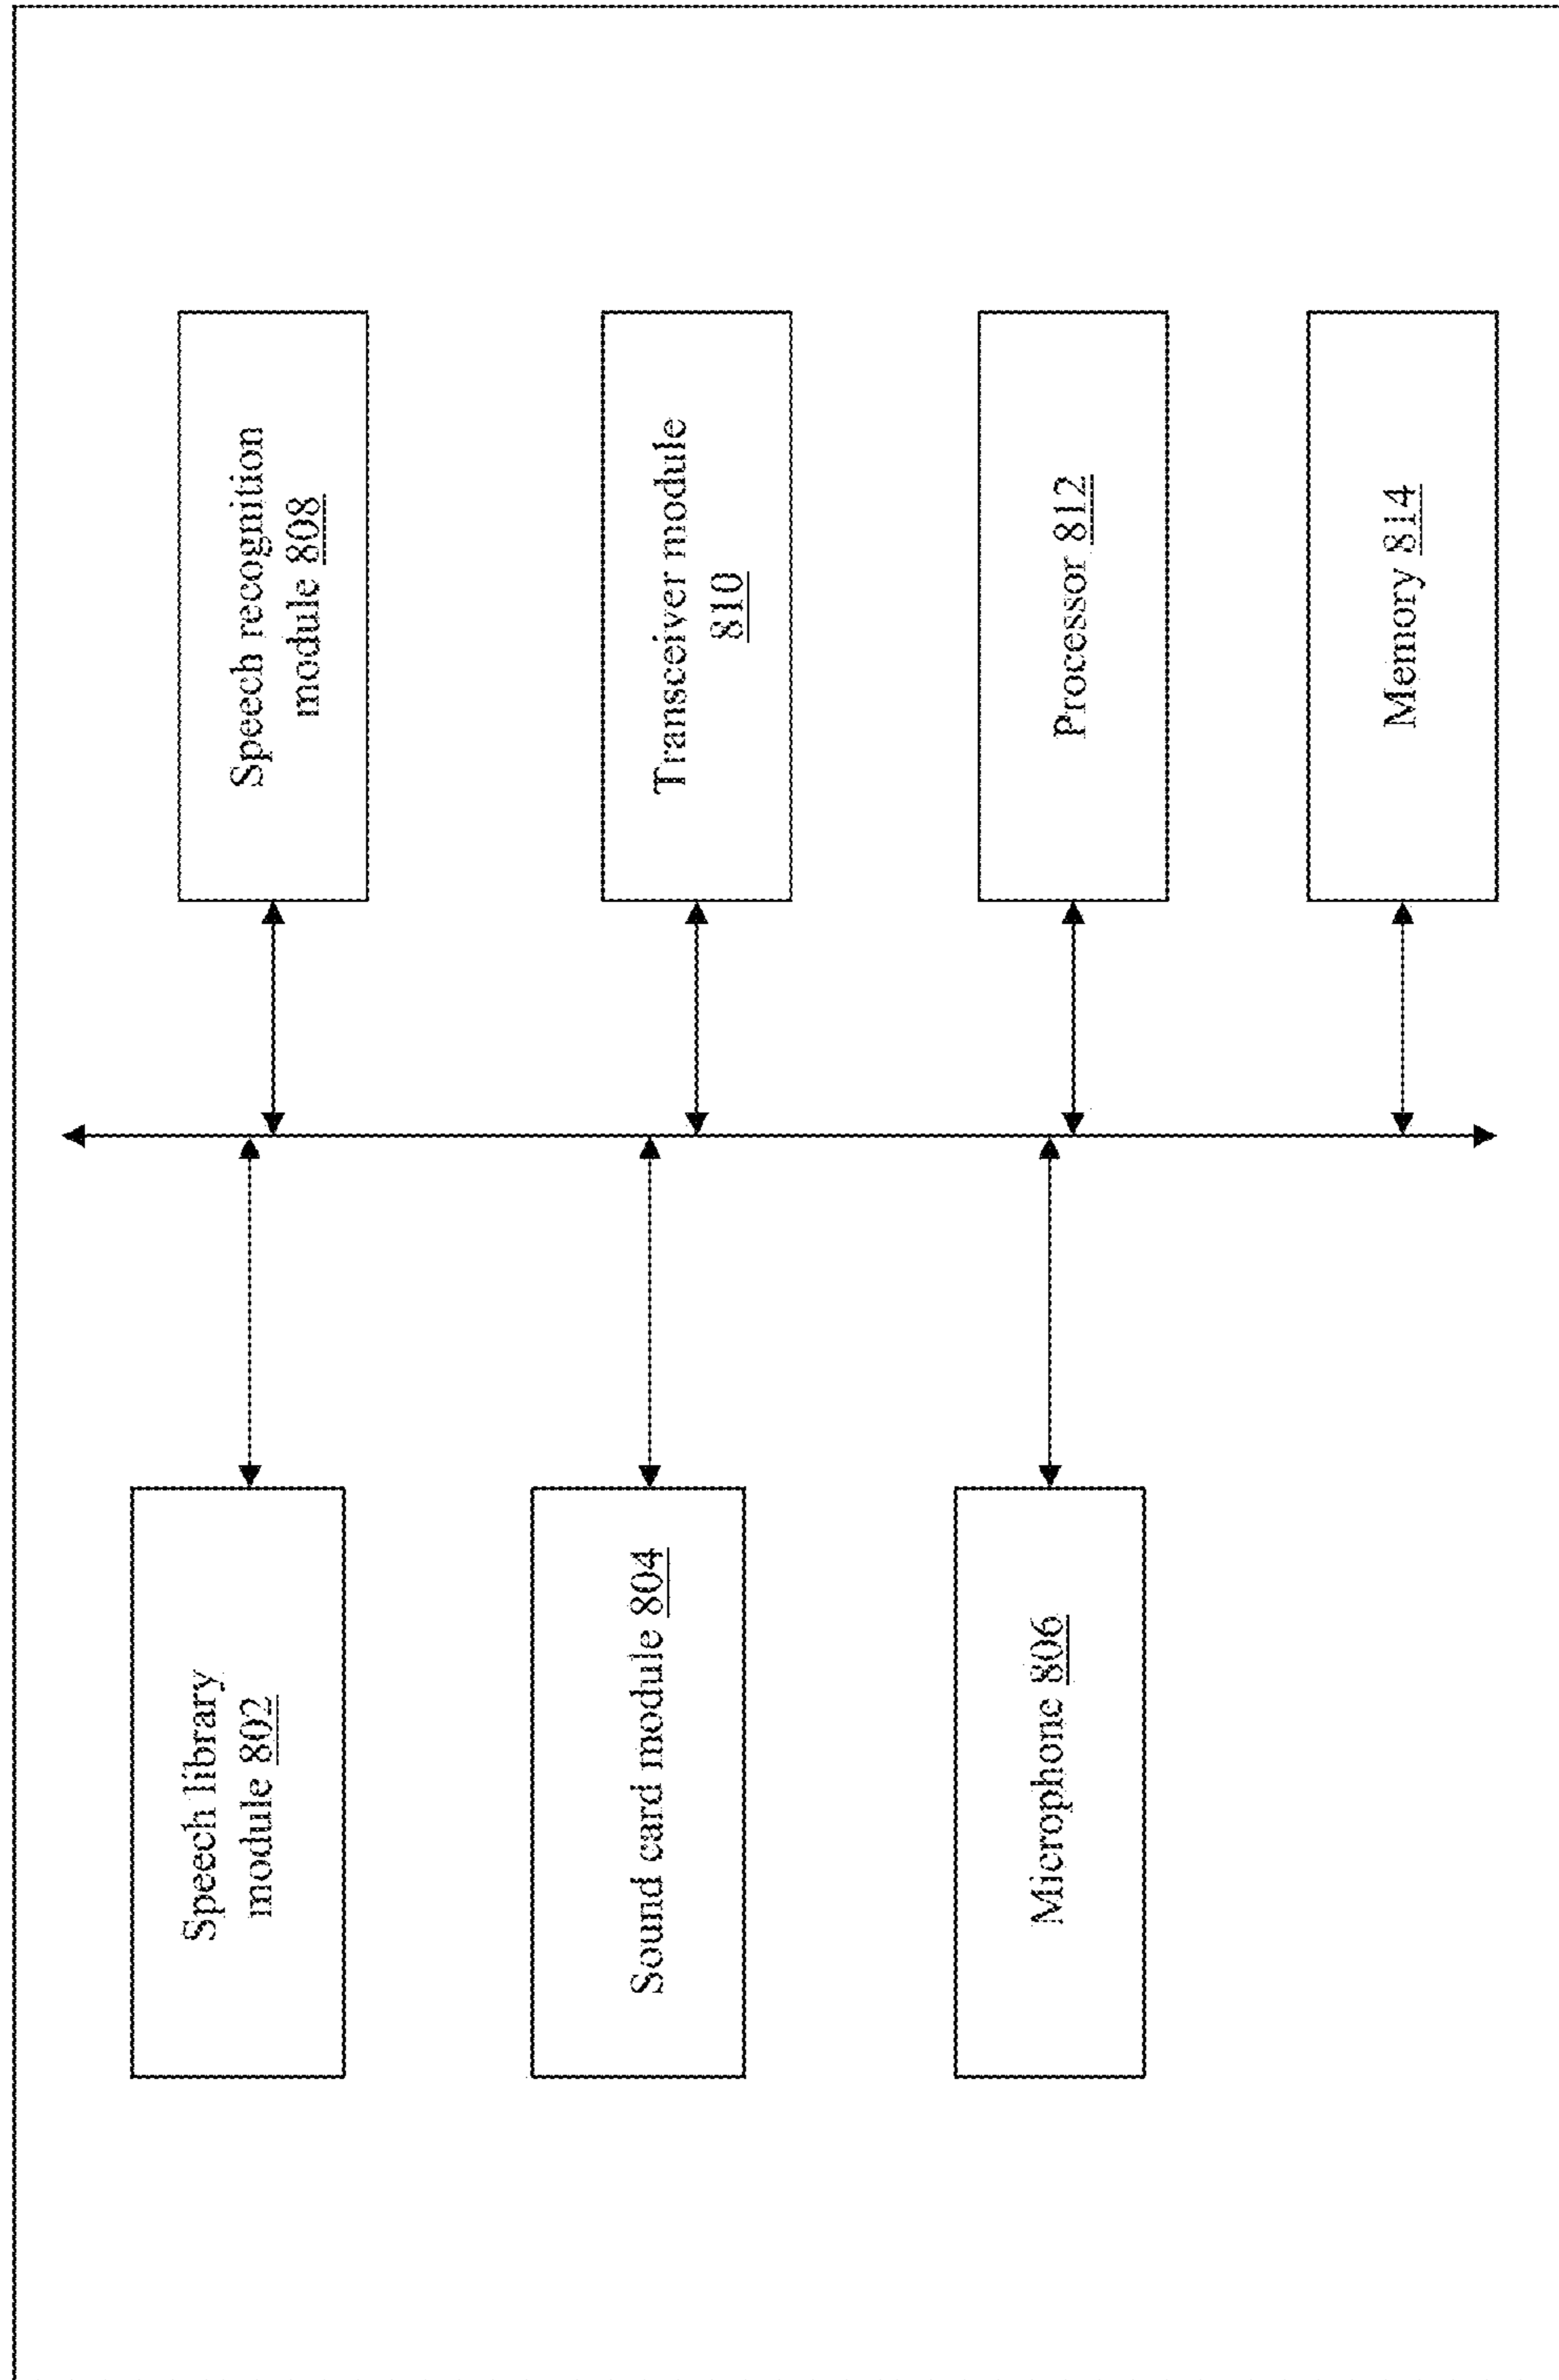 Speech library
module 802
Speech recognition
module 808
Sound card module 804
Transceiver module
810
Microphone 806
Processor 812
Memory 814